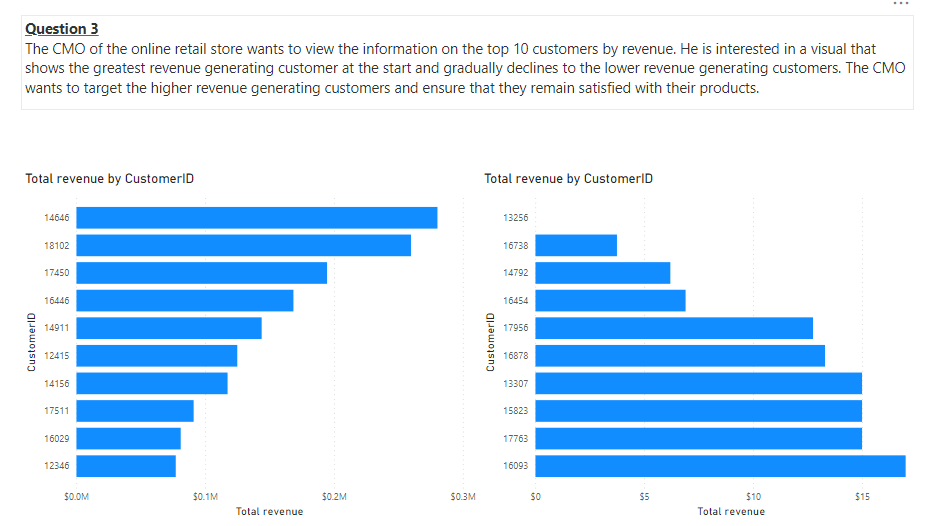 Question 3
The CMO of the online retail store wants to view the information on the top 10 customers by revenue. He is interested in a visual that
shows the greatest revenue generating customer at the start and gradually declines to the lower revenue generating customers. The CMO
wants to target the higher revenue generating customers and ensure that they remain satisfied with their products.
Total revenue by CustomerID
CustomerID
14646
18102
17450
16446
14911
12415
14156
17511
16029
12346
$0.0M $0.1M $0.2M $0.3M
Total revenue
Total revenue by CustomerID
CustomerID
13256
16738
14792
16454
17956
16878
13307
15823
17763
16093
$0 $5 $10 $15
Total revenue